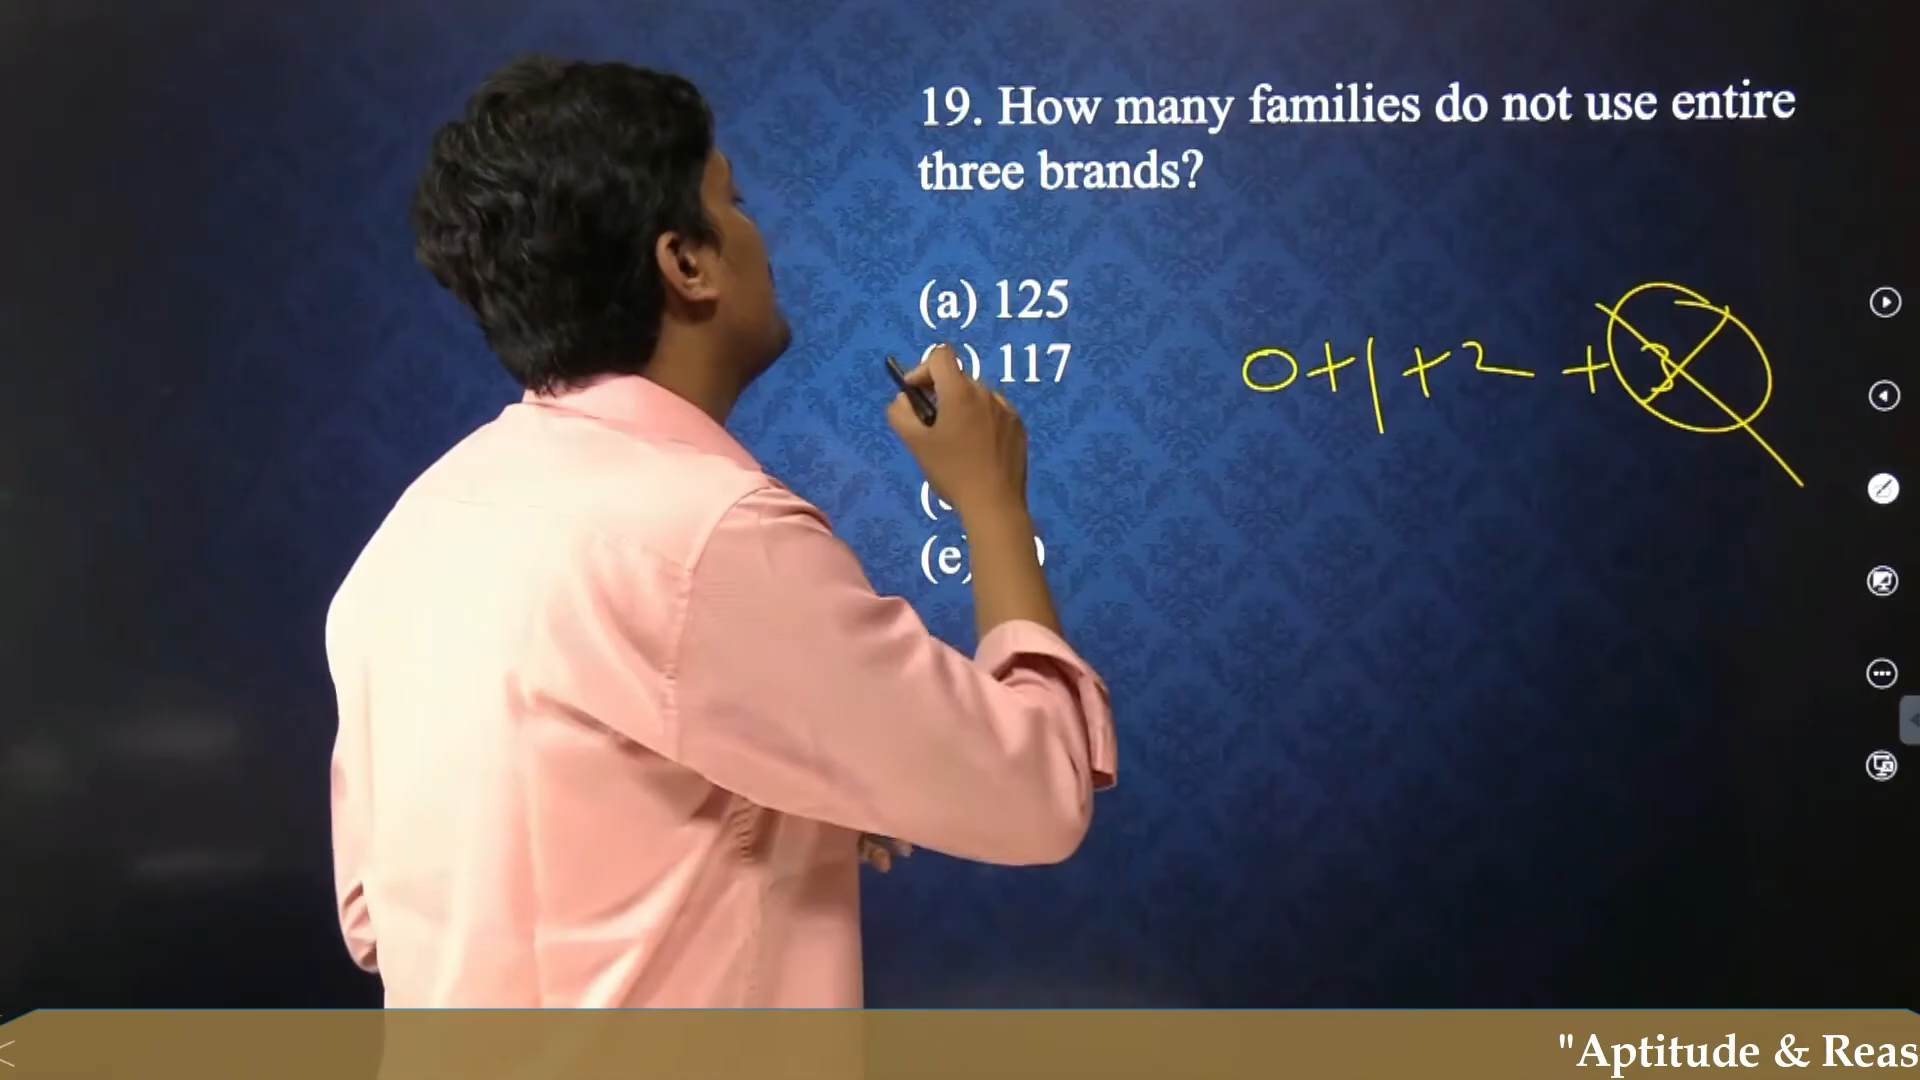 19. How many families do not use entire
three brands?
(a) 125
117
0+1+2+3
(e)
"Aptitude & Reas